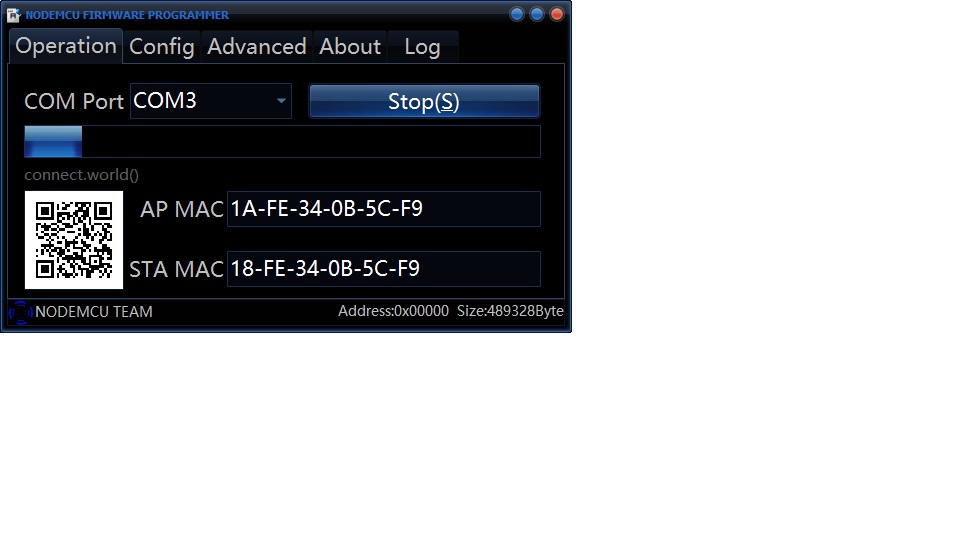 NODEMCU FIRMWARE PROGRAMMER
Operation Config Advanced About Log
COM Port COM3 Stop(S)
connect.world()
AP MAC 1A-FE-34-0B-5C-F9
STA MAC 18-FE-34-0B-5C-F9
NODEMCU TEAM Address:0x00000 Size:489328Byte